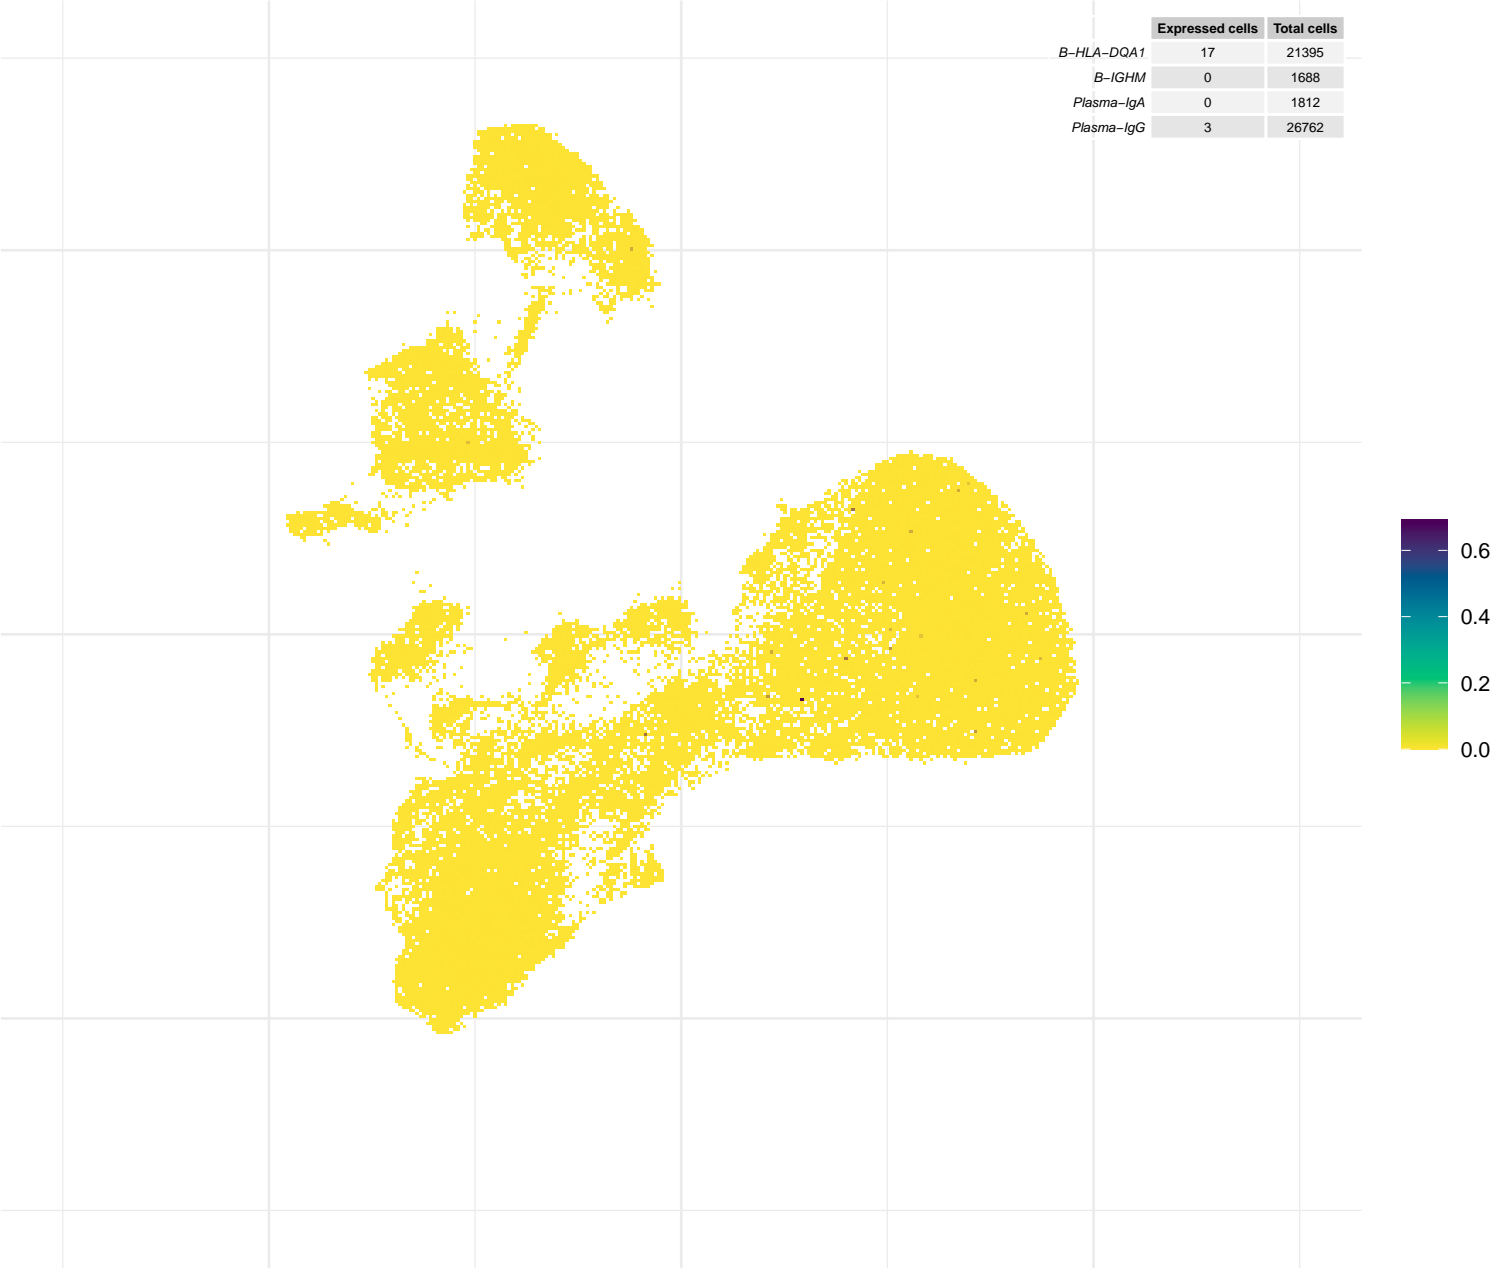 Expressed cells Total cells
B−HLA−DQA1 17 21395
B−IGHM 0 1688
Plasma−IgA 0 1812
Plasma−IgG 3 26762
0.6
0.4
0.2
0.0